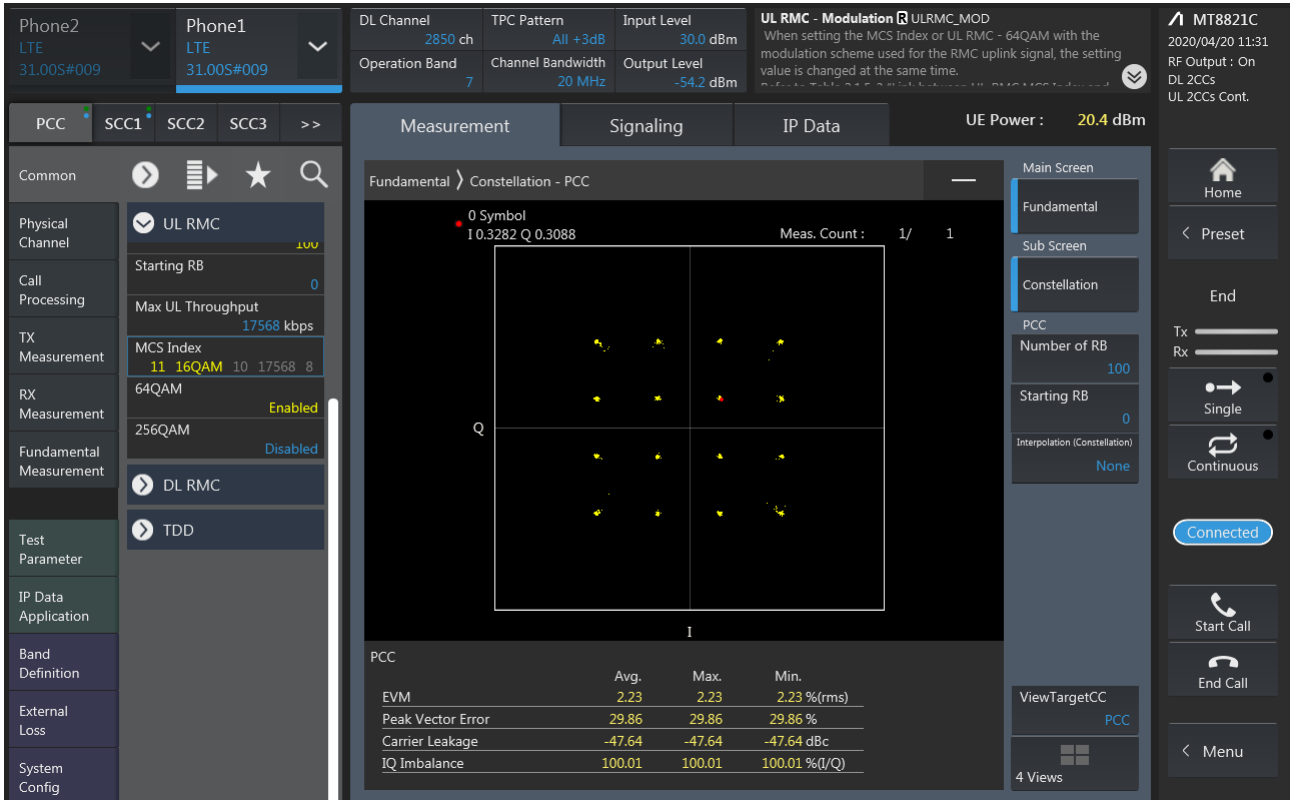 Phone2
LTE
31.00S#009
Phone1
LTE
31.00S#009
DL Channel
2850 ch
TPC Pattern
All +3dB
Input Level
30.0 dBm
Operation Band
7
Channel Bandwidth
20 MHz
Output Level
-54.2 dBm
UL RMC - Modulation R ULRMC_MOD
When setting the MCS Index or UL RMC - 64QAM with the
modulation scheme used for the RMC uplink signal, the setting
value is changed at the same time.
MT8821C
2020/04/20 11:31
RF Output : On
DL 2CCs
UL 2CCs Cont.
PCC
SCC1
SCC2
SCC3
>>
Measurement
Signaling
IP Data
UE Power : 20.4 dBm
Common
Physical
Channel
Call
Processing
TX
Measurement
RX
Measurement
Fundamental
Measurement
Test
Parameter
IP Data
Application
Band
Definition
External
Loss
System
Config
UL RMC
100
Starting RB
0
Max UL Throughput
17568 kbps
MCS Index
11 16QAM 10 17568 8
64QAM
Enabled
256QAM
Disabled
DL RMC
TDD
Fundamental 〉 Constellation - PCC
0 Symbol
I 0.3282 Q 0.3088
Meas. Count : 1/ 1
Q
I
PCC
Avg. Max. Min.
EVM 2.23 2.23 2.23 %(rms)
Peak Vector Error 29.86 29.86 29.86 %
Carrier Leakage -47.64 -47.64 -47.64 dBc
IQ Imbalance 100.01 100.01 100.01 %(I/Q)
Main Screen
Fundamental
Sub Screen
Constellation
PCC
Number of RB
100
Starting RB
0
Interpolation (Constellation)
None
ViewTargetCC
PCC
4 Views
Home
< Preset
End
Tx
Rx
Single
Continuous
Connected
Start Call
End Call
< Menu